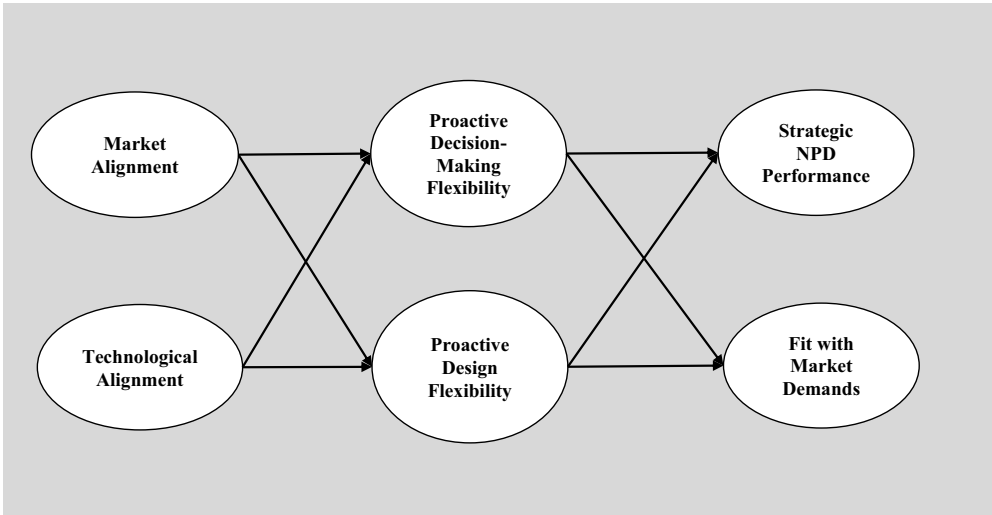 Market
Alignment
Proactive
Decision-
Making
Flexibility
Strategic
NPD
Performance
Technological
Alignment
Proactive
Design
Flexibility
Fit with
Market
Demands